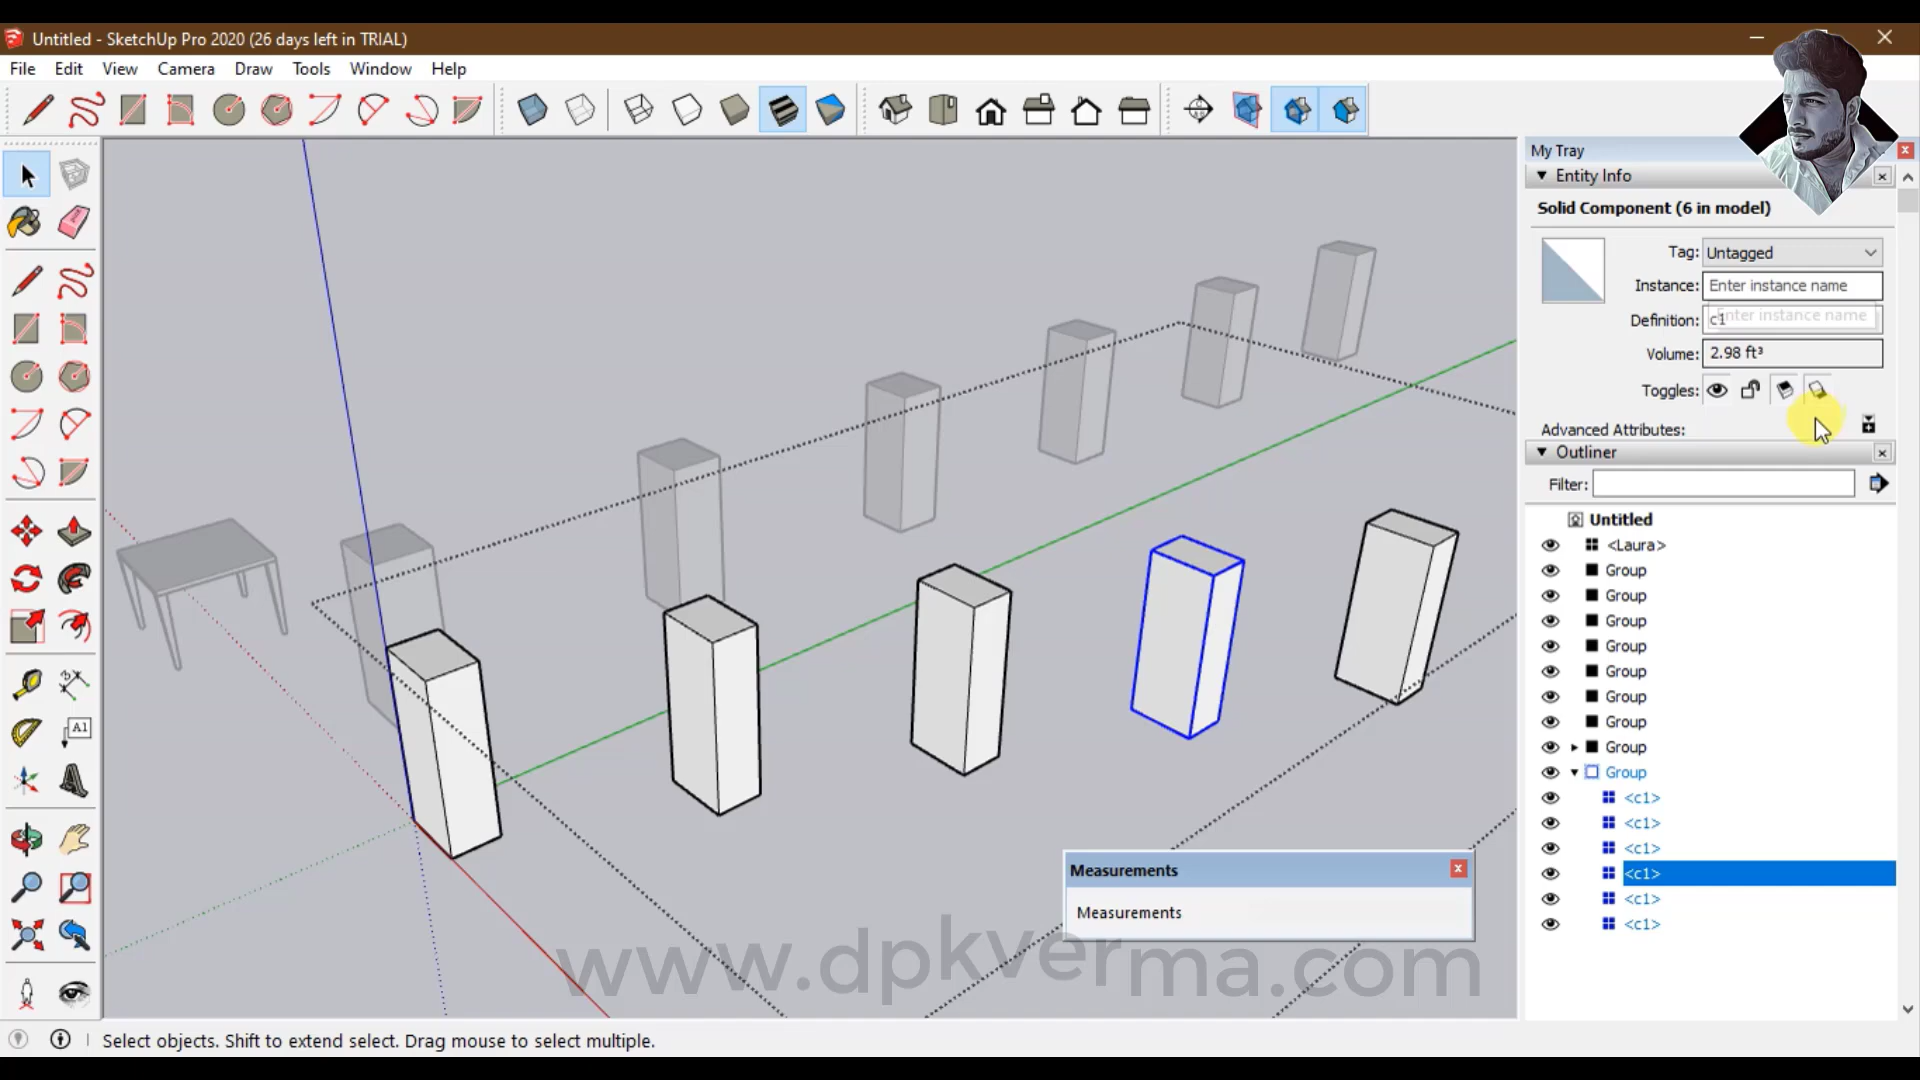 Untitled - SketchUp Pro 2020 (26 days left in TRIAL)
File Edit View Camera Draw Tools Window Help
My Tray
Entity Info
Solid Component (6 in model)
Tag: Untagged
Instance: Enter instance name
Enter instance name
Definition: c1
Volume: 2.98 ft³
Toggles:
Advanced Attributes:
Outliner
Filter:
Untitled
<Laura>
Group
Group
Group
Group
Group
Group
Group
Group
Group
<c1>
<c1>
<c1>
<c1>
<c1>
<c1>
A1
Measurements
Measurements
www.dpkverma.com
Select objects. Shift to extend select. Drag mouse to select multiple.